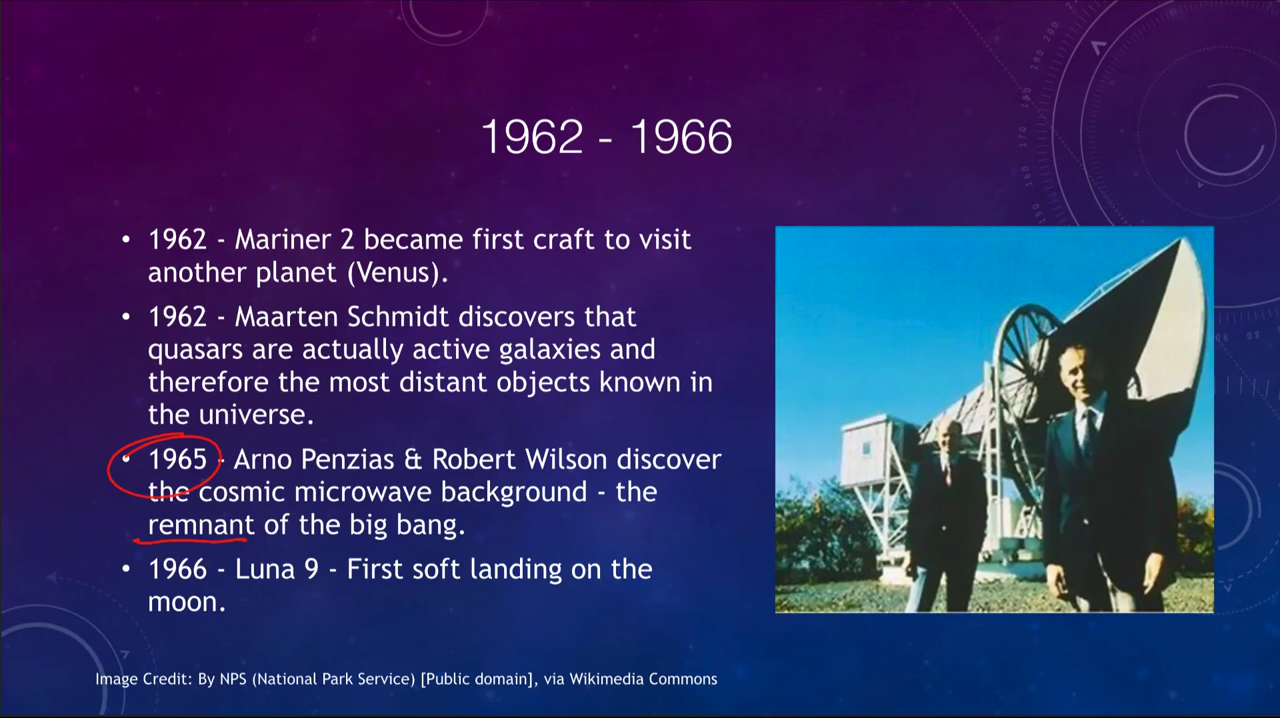 1962 - 1966
• 1962 - Mariner 2 became first craft to visit
another planet (Venus).
• 1962 - Maarten Schmidt discovers that
quasars are actually active galaxies and
therefore the most distant objects known in
the universe.
• 1965 - Arno Penzias & Robert Wilson discover
the cosmic microwave background - the
remnant of the big bang.
• 1966 - Luna 9 - First soft landing on the
moon.
Image Credit: By NPS (National Park Service) [Public domain], via Wikimedia Commons